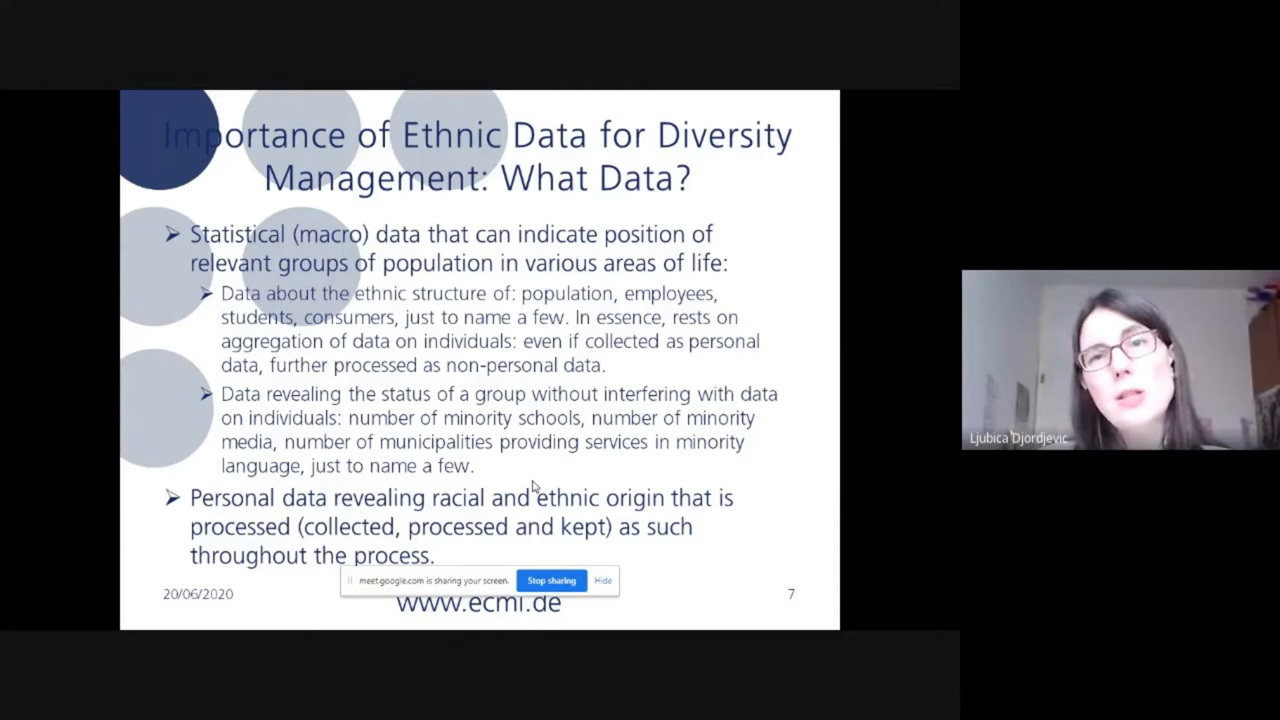 Importance of Ethnic Data for Diversity
Management: What Data?
Statistical (macro) data that can indicate position of
relevant groups of population in various areas of life:
Data about the ethnic structure of: population, employees,
students, consumers, just to name a few. In essence, rests on
aggregation of data on individuals: even if collected as personal
data, further processed as non-personal data.
Data revealing the status of a group without interfering with data
on individuals: number of minority schools, number of minority
media, number of municipalities providing services in minority
language, just to name a few.
Personal data revealing racial and ethnic origin that is
processed (collected, processed and kept) as such
throughout the process.
meet.google.com is sharing your screen. Stop sharing Hide
20/06/2020
www.ecmi.de
7
Ljubica Djordjevic